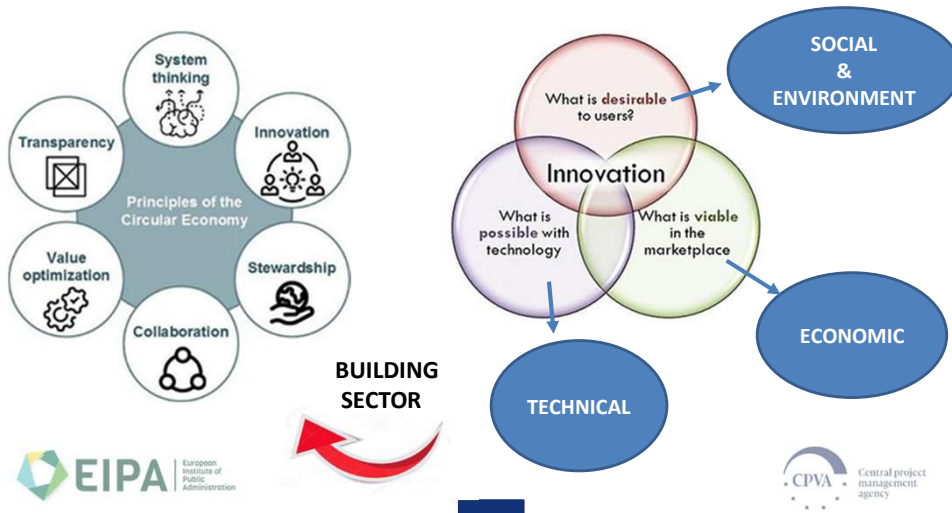 System
thinking
Transparency
Innovation
Principles of the
Circular Economy
Value
optimization
Stewardship
Collaboration
What is desirable
to users?
Innovation
What is
possible with
technology
What is viable
in the
marketplace
SOCIAL
&
ENVIRONMENT
ECONOMIC
TECHNICAL
BUILDING
SECTOR
EIPA
European
Institute of
Public
Administration
CPVA
Central project
management
agency